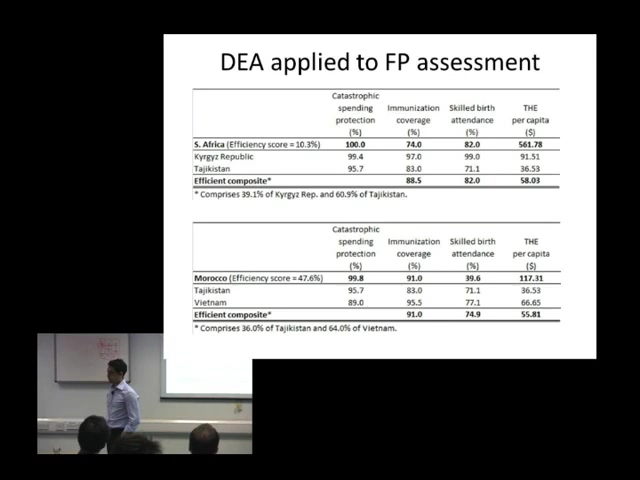 DEA applied to FP assessment
Catastrophic
spending Immunization Skilled birth THE
protection coverage attendance per capita
(%) (%) (%) ($)
S. Africa (Efficiency score = 10.3%) 100.0 74.0 82.0 561.78
Kyrgyz Republic 99.4 97.0 99.0 91.51
Tajikistan 95.7 83.0 71.1 36.53
Efficient composite* 88.5 82.0 58.03
* Comprises 39.1% of Kyrgyz Rep. and 60.9% of Tajikistan.
Catastrophic
spending Immunization Skilled birth THE
protection coverage attendance per capita
(%) (%) (%) ($)
Morocco (Efficiency score = 47.6%) 99.8 91.0 39.6 117.31
Tajikistan 95.7 83.0 71.1 36.53
Vietnam 89.0 95.5 77.1 66.65
Efficient composite* 91.0 74.9 55.81
* Comprises 36.0% of Tajikistan and 64.0% of Vietnam.